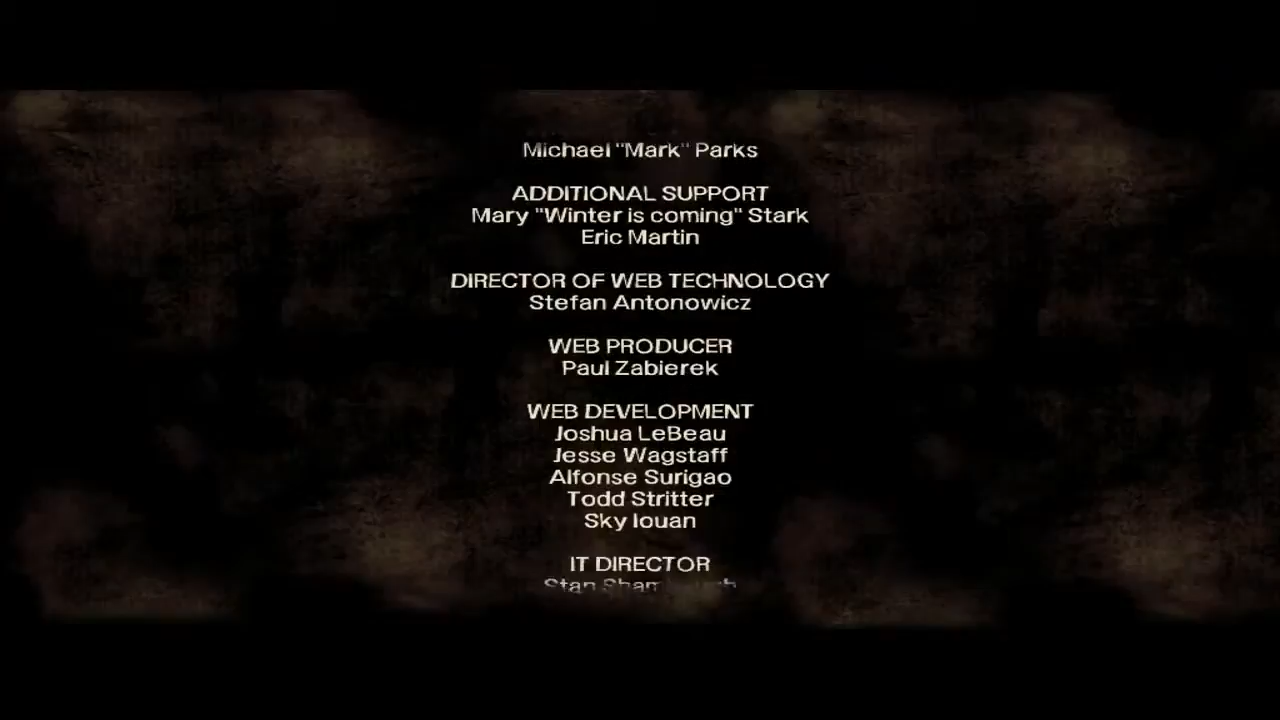 Michael "Mark" Parks
ADDITIONAL SUPPORT
Mary "Winter is coming" Stark
Eric Martin
DIRECTOR OF WEB TECHNOLOGY
Stefan Antonowicz
WEB PRODUCER
Paul Zabierek
WEB DEVELOPMENT
Joshua LeBeau
Jesse Wagstaff
Alfonse Surigao
Todd Stritter
Sky Iouan
IT DIRECTOR
Stan